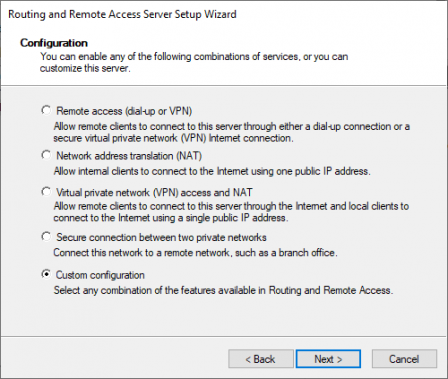 Routing and Remote Access Server Setup Wizard
Configuration
You can enable any of the following combinations of services, or you can
customize this server.
Remote access (dial-up or VPN)
Allow remote clients to connect to this server through either a dial-up connection or a
secure virtual private network (VPN) Internet connection.
Network address translation (NAT)
Allow internal clients to connect to the Internet using one public IP address.
Virtual private network (VPN) access and NAT
Allow remote clients to connect to this server through the Internet and local clients to
connect to the Internet using a single public IP address.
Secure connection between two private networks
Connect this network to a remote network, such as a branch office.
Custom configuration
Select any combination of the features available in Routing and Remote Access.
< Back Next > Cancel